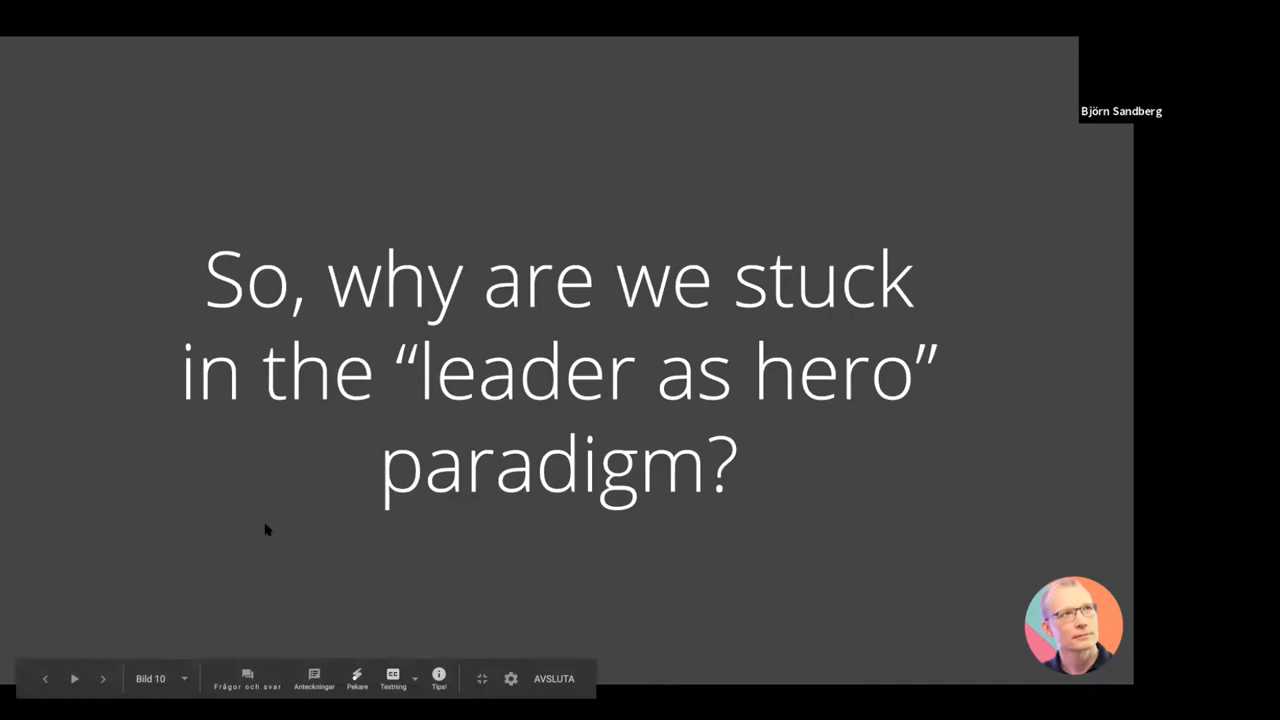 Björn Sandberg
So, why are we stuck
in the “leader as hero”
paradigm?
Bild 10
Frågor och svar
Anteckningar
Pekare
CC
Textning
Tips!
AVSLUTA